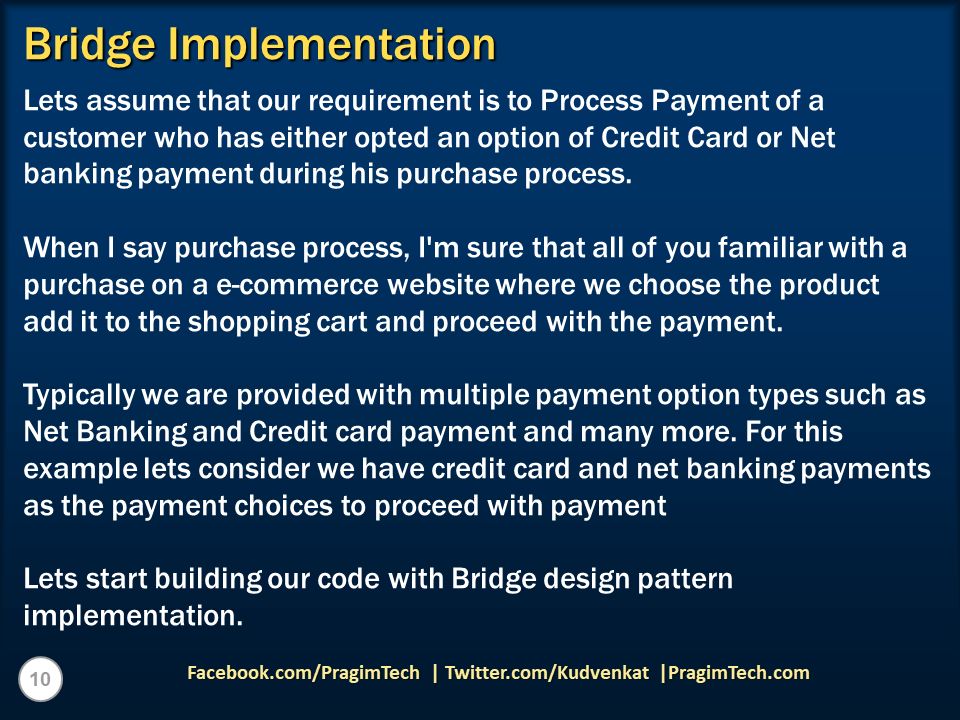 Bridge Implementation
Lets assume that our requirement is to Process Payment of a
customer who has either opted an option of Credit Card or Net
banking payment during his purchase process.
When I say purchase process, I'm sure that all of you familiar with a
purchase on a e-commerce website where we choose the product
add it to the shopping cart and proceed with the payment.
Typically we are provided with multiple payment option types such as
Net Banking and Credit card payment and many more. For this
example lets consider we have credit card and net banking payments
as the payment choices to proceed with payment
Lets start building our code with Bridge design pattern
implementation.
10
Facebook.com/PragimTech | Twitter.com/Kudvenkat |PragimTech.com